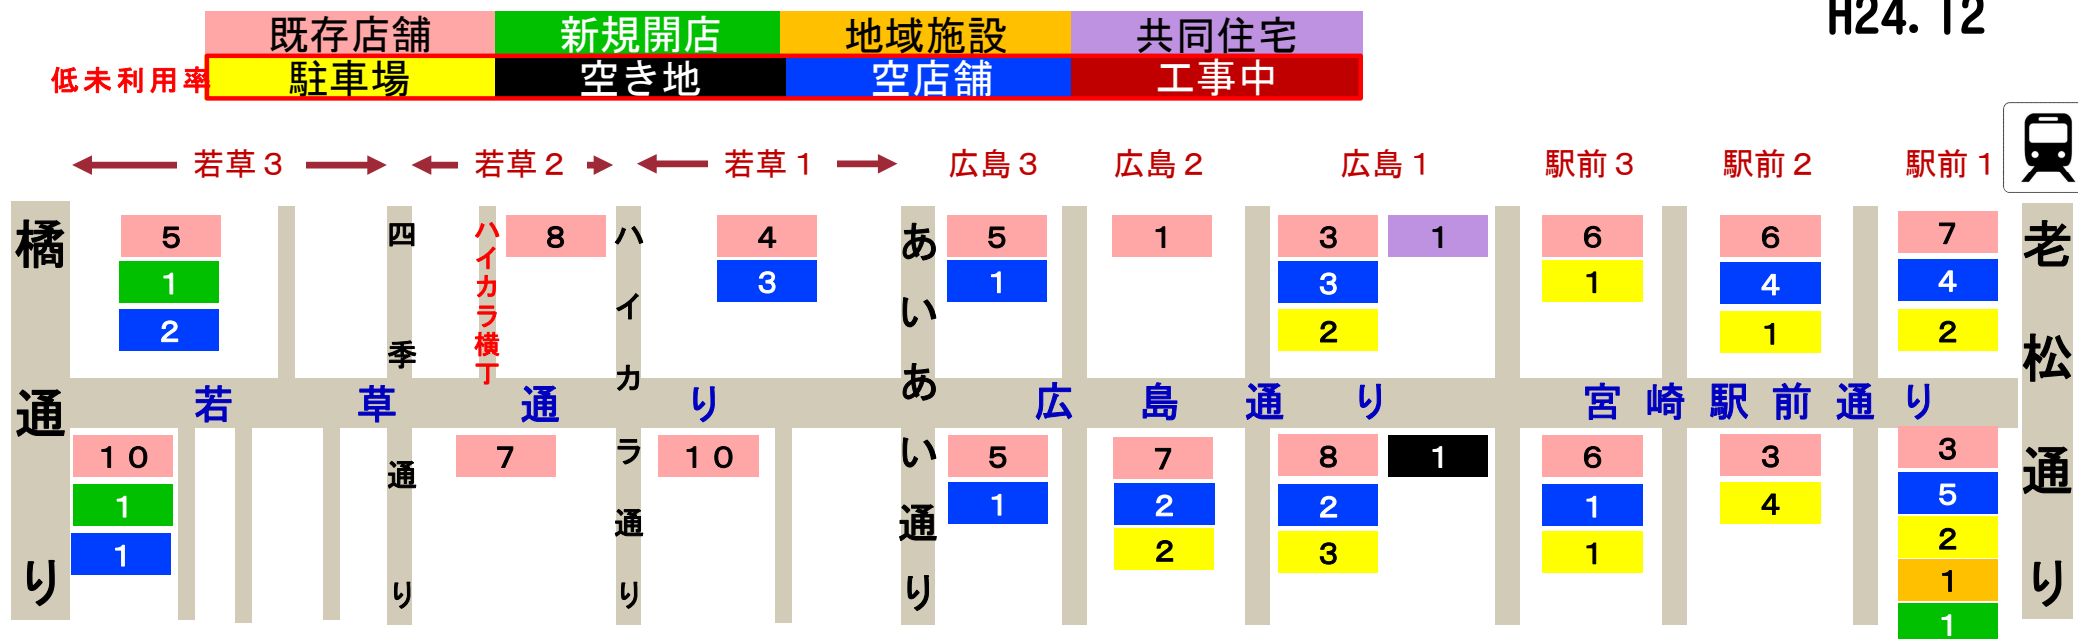 H24.12
既存店舗 新規開店 地域施設 共同住宅
低未利用率 駐車場 空き地 空店舗 工事中
若草3 若草2 若草1 広島3 広島2 広島1 駅前3 駅前2 駅前1
橘通り
四季通り
ハイカラ横丁
ハイカラ通り
あいあい通り
老松通り
5 8 4 5 1 3 1 6 6 7
1 3 1 3 1 4 4
2 2 1 2
若草通り 広島通り 宮崎駅前通り
10 7 10 5 7 8 1 6 3 3
1 1 2 2 1 4 5
1 2 3 1 2
1
1